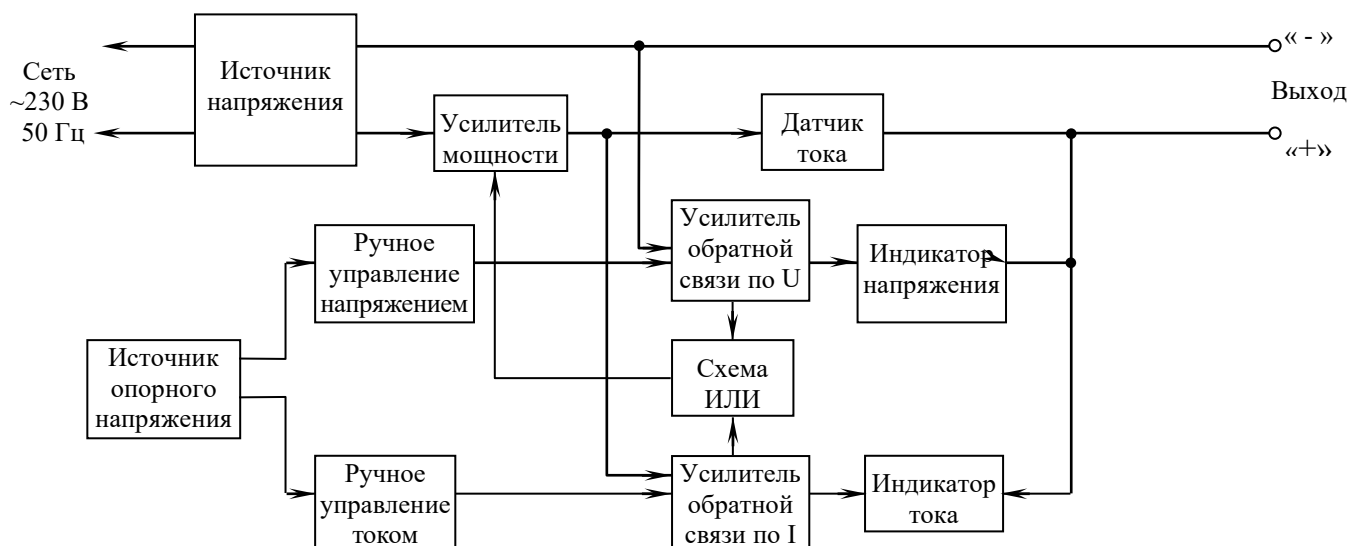 Сеть
~230 В
50 Гц
Источник
напряжения
« - »
Выход
«+»
Усилитель
мощности
Датчик
тока
Ручное
управление
напряжением
Усилитель
обратной
связи по U
Индикатор
напряжения
Источник
опорного
напряжения
Схема
ИЛИ
Ручное
управление
током
Усилитель
обратной
связи по I
Индикатор
тока